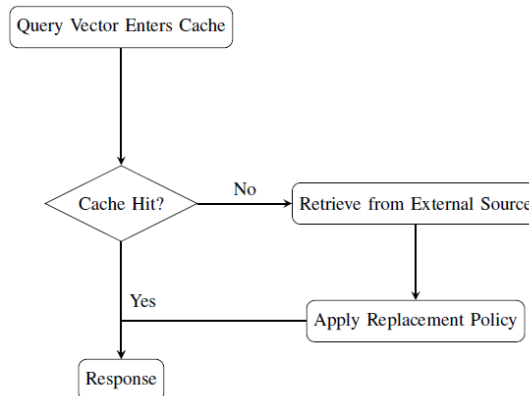 Query Vector Enters Cache
Cache Hit?
No
Retrieve from External Source
Yes
Apply Replacement Policy
Response